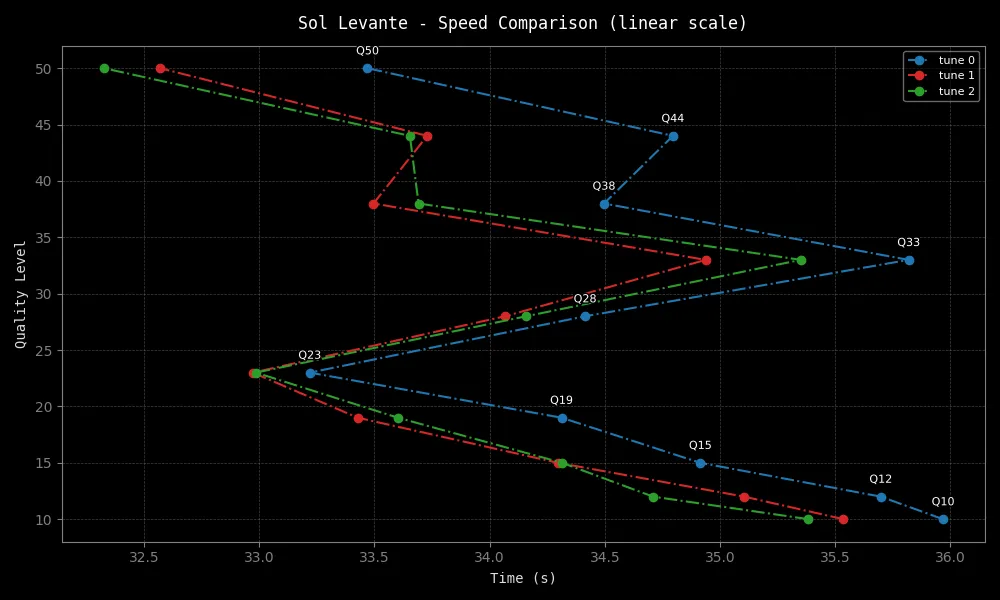 Sol Levante - Speed Comparison (linear scale)
Q50
tune 0
tune 1
tune 2
Q44
Q38
Q33
Q28
Q23
Q19
Q15
Q12
Q10
50
45
40
35
30
25
20
15
10
Quality Level
32.5 33.0 33.5 34.0 34.5 35.0 35.5 36.0
Time (s)